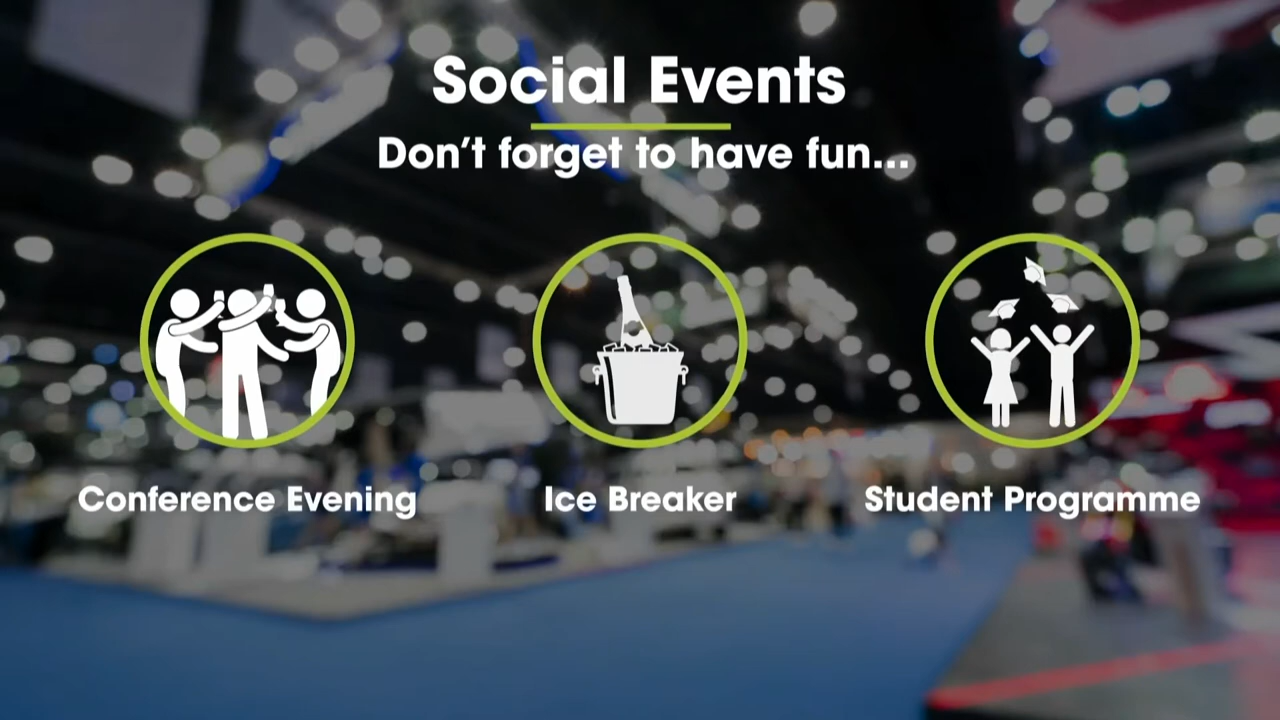 Social Events
Don't forget to have fun...
Conference Evening
Ice Breaker
Student Programme